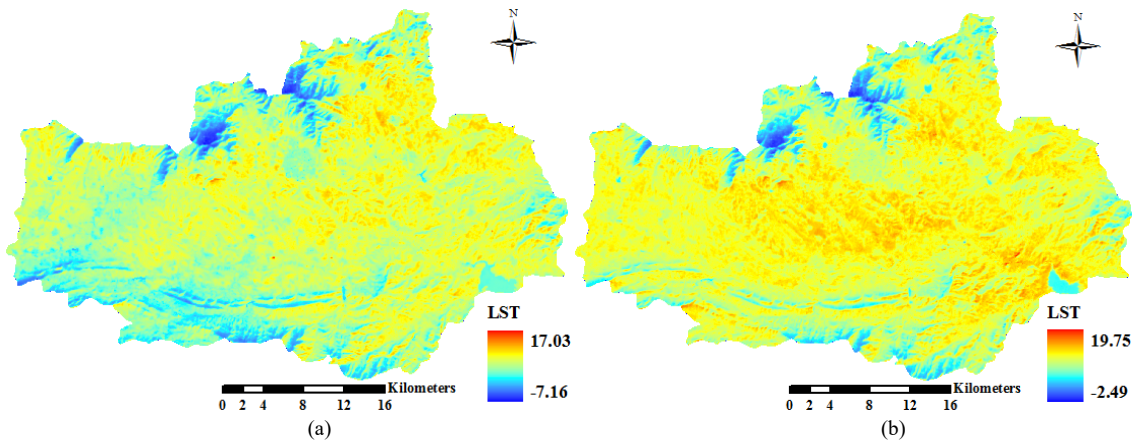 N
LST
17.03
-7.16
Kilometers
0 2 4 8 12 16
(a)
N
LST
19.75
-2.49
Kilometers
0 2 4 8 12 16
(b)